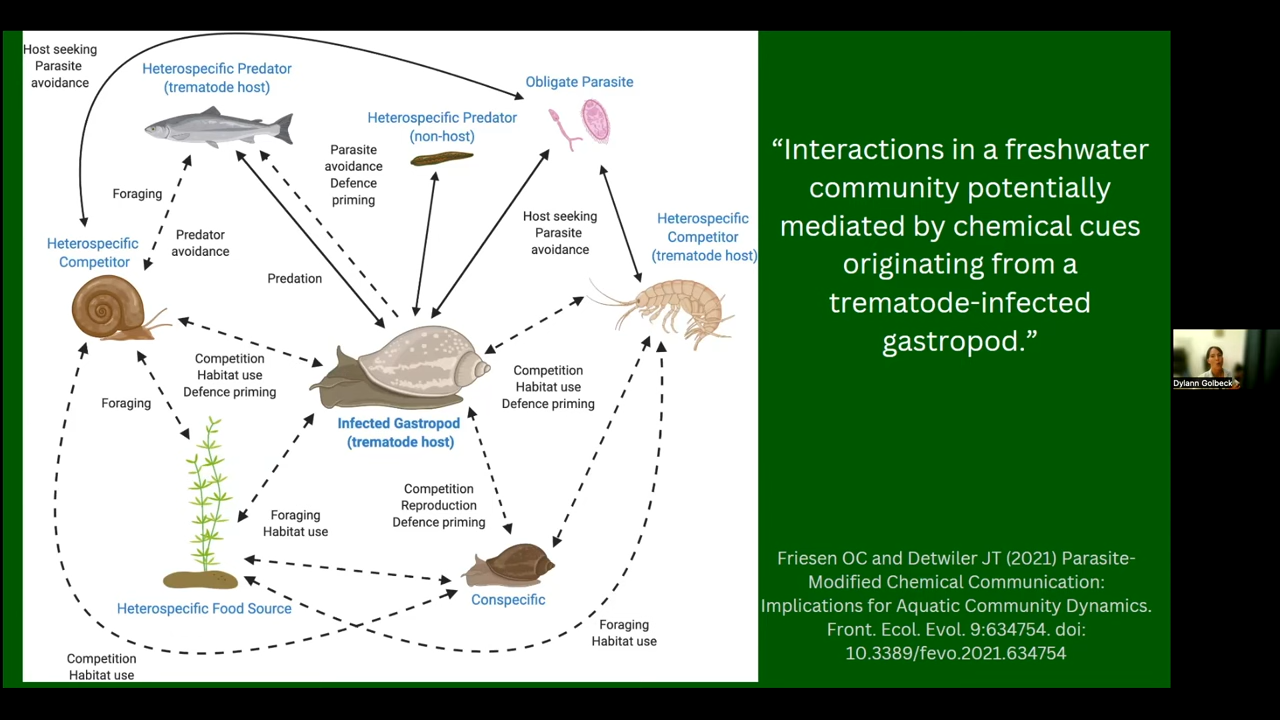 Host seeking
Parasite
avoidance
Heterospecific Predator
(trematode host)
Obligate Parasite
Heterospecific Predator
(non-host)
Parasite
avoidance
Defence
priming
Foraging
Predator
avoidance
Host seeking
Parasite
avoidance
Heterospecific
Competitor
(trematode host)
Heterospecific
Competitor
Predation
Competition
Habitat use
Defence priming
Competition
Habitat use
Defence priming
Foraging
Infected Gastropod
(trematode host)
Competition
Reproduction
Defence priming
Foraging
Habitat use
Heterospecific Food Source
Conspecific
Foraging
Habitat use
Competition
Habitat use
“Interactions in a freshwater
community potentially
mediated by chemical cues
originating from a
trematode-infected
gastropod.”
Friesen OC and Detwiler JT (2021) Parasite-
Modified Chemical Communication:
Implications for Aquatic Community Dynamics.
Front. Ecol. Evol. 9:634754. doi:
10.3389/fevo.2021.634754
Dylann Golbeck